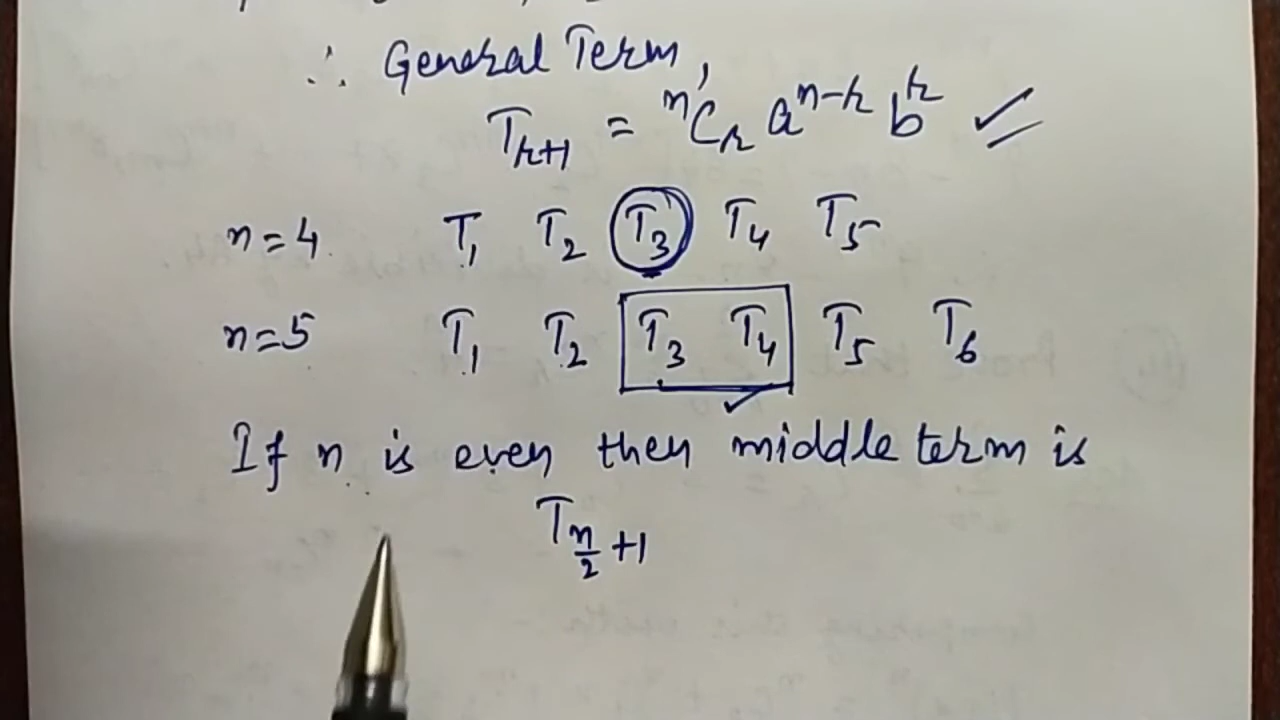 ∴ General Term,
T_{r+1} = ⁿC_r a^{n-r} b^r ✓
n = 4 T₁ T₂ T₃ T₄ T₅
n = 5 T₁ T₂ T₃ T₄ T₅ T₆
If n is even then middle term is
T_{n/2 + 1}